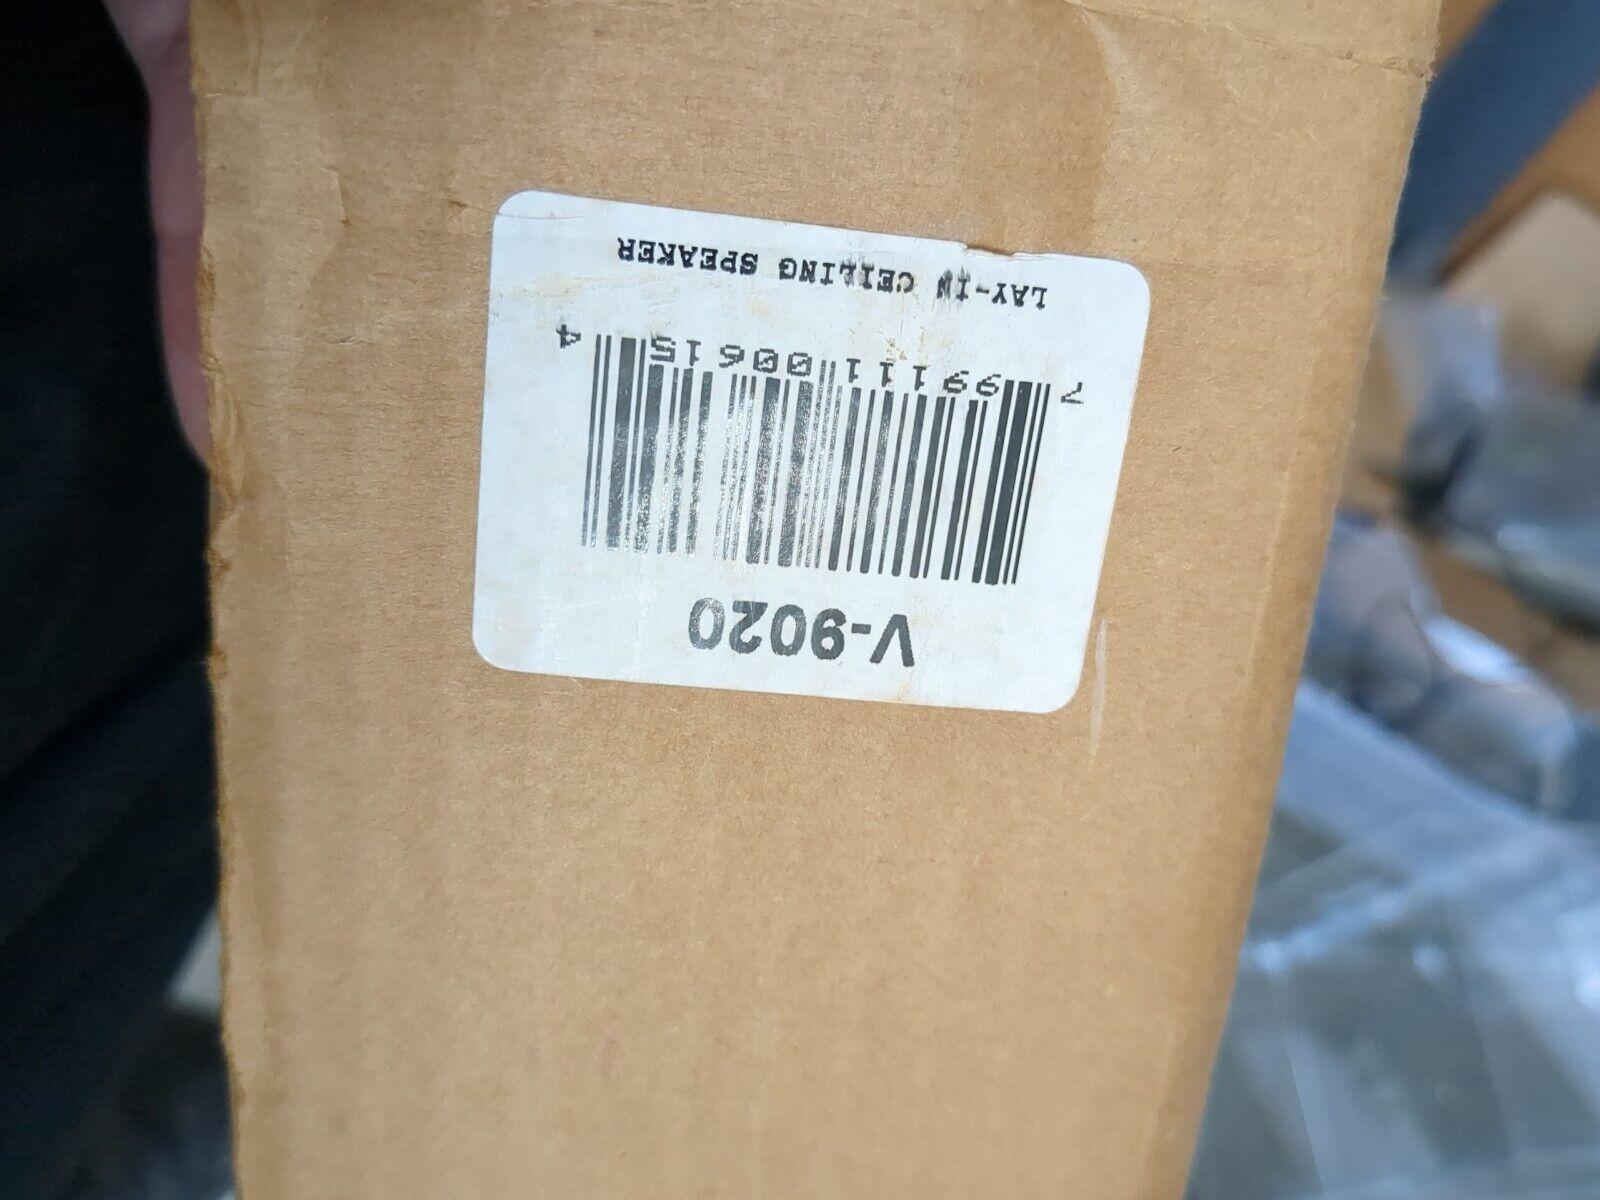 V-9020
7 99111 00615 4
LAY-IN CEILING SPEAKER